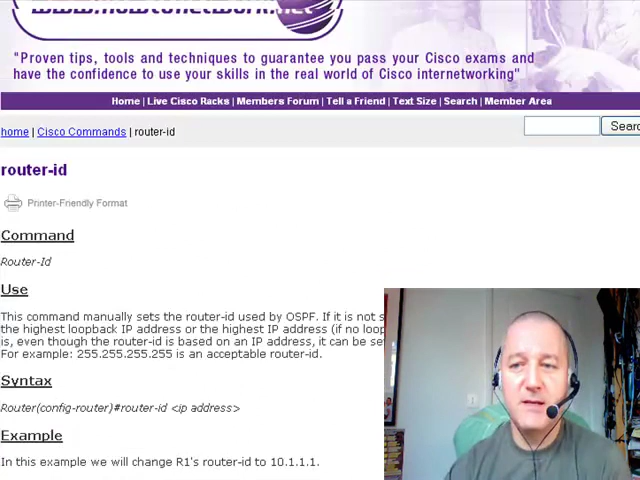 www.howtonetwork.net
"Proven tips, tools and techniques to guarantee you pass your Cisco exams and
have the confidence to use your skills in the real world of Cisco internetworking"
Home | Live Cisco Racks | Members Forum | Tell a Friend | Text Size | Search | Member Area
home | Cisco Commands | router-id
Searc
router-id
Printer-Friendly Format
Command
Router-Id
Use
This command manually sets the router-id used by OSPF. If it is not s
the highest loopback IP address or the highest IP address (if no loop
is, even though the router-id is based on an IP address, it can be se
For example: 255.255.255.255 is an acceptable router-id.
Syntax
Router(config-router)#router-id <ip address>
Example
In this example we will change R1's router-id to 10.1.1.1.